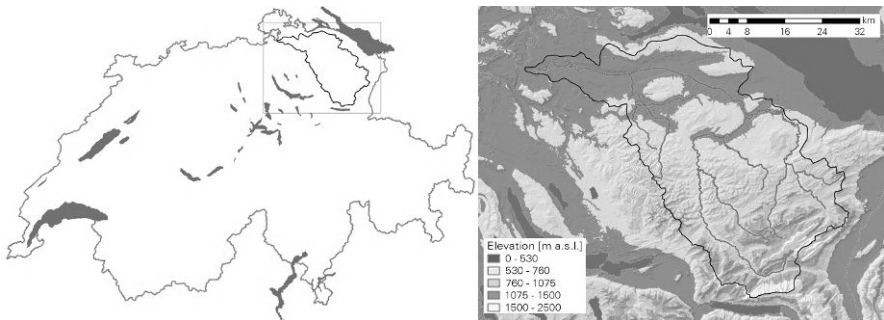 km
0 4 8 16 24 32
Elevation [m a.s.l.]
0 - 530
530 - 760
760 - 1075
1075 - 1500
1500 - 2500